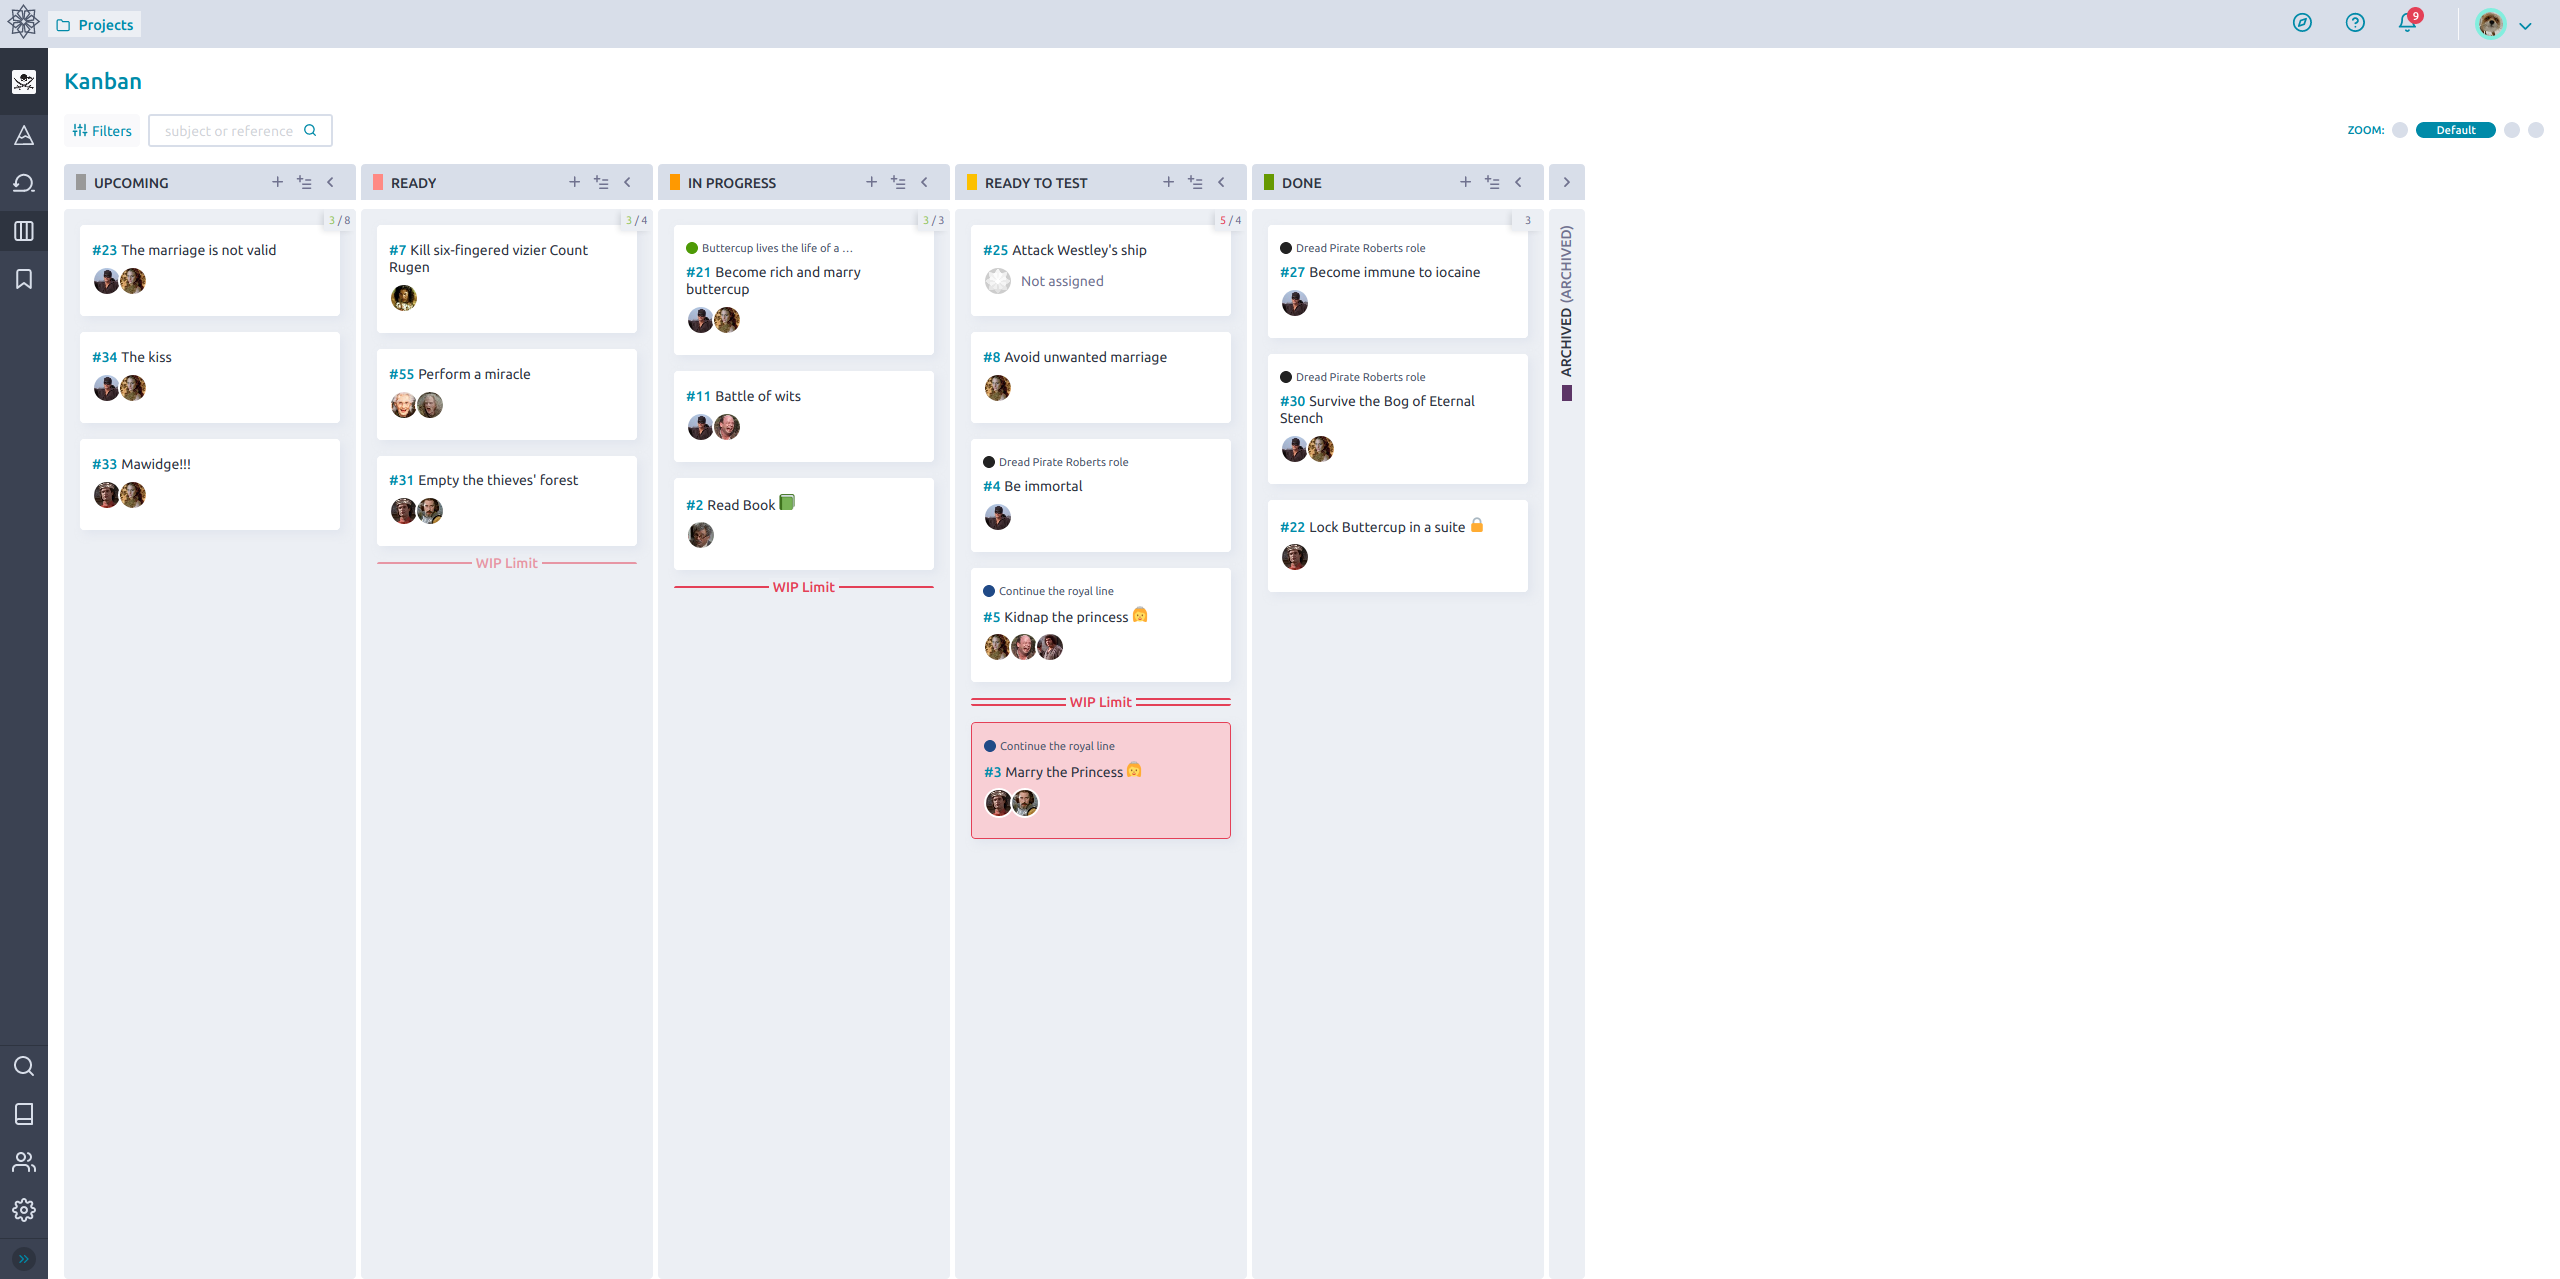 Projects
9
Kanban
Filters
subject or reference
ZOOM:
Default
UPCOMING
3 / 8
#23 The marriage is not valid
#34 The kiss
#33 Mawidge!!!
READY
3 / 4
#7 Kill six-fingered vizier Count
Rugen
#55 Perform a miracle
#31 Empty the thieves' forest
WIP Limit
IN PROGRESS
3 / 3
Buttercup lives the life of a ...
#21 Become rich and marry
buttercup
#11 Battle of wits
#2 Read Book
WIP Limit
READY TO TEST
5 / 4
#25 Attack Westley's ship
Not assigned
#8 Avoid unwanted marriage
Dread Pirate Roberts role
#4 Be immortal
Continue the royal line
#5 Kidnap the princess
WIP Limit
Continue the royal line
#3 Marry the Princess
DONE
3
Dread Pirate Roberts role
#27 Become immune to iocaine
Dread Pirate Roberts role
#30 Survive the Bog of Eternal
Stench
#22 Lock Buttercup in a suite
ARCHIVED (ARCHIVED)